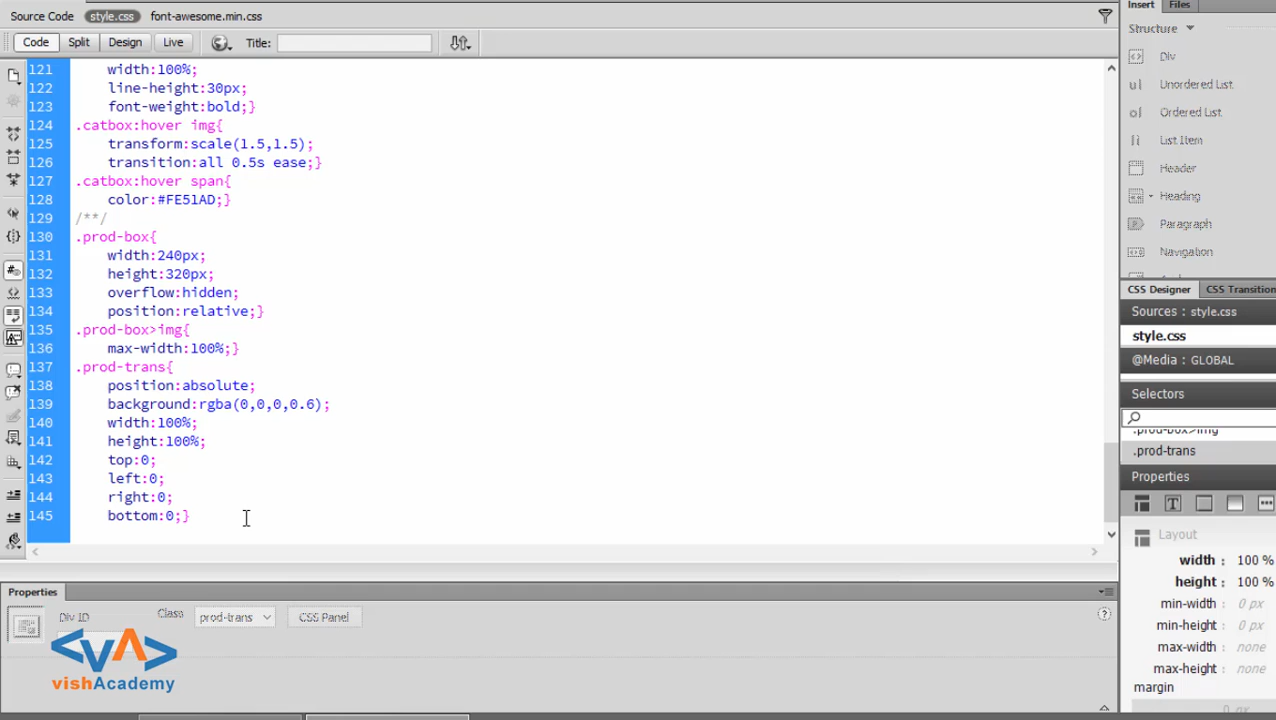 Source Code style.css font-awesome.min.css
Code Split Design Live Title:
121 width:100%;
122 line-height:30px;
123 font-weight:bold;}
124 .catbox:hover img{
125 transform:scale(1.5,1.5);
126 transition:all 0.5s ease;}
127 .catbox:hover span{
128 color:#FE51AD;}
129 /**/
130 .prod-box{
131 width:240px;
132 height:320px;
133 overflow:hidden;
134 position:relative;}
135 .prod-box>img{
136 max-width:100%;}
137 .prod-trans{
138 position:absolute;
139 background:rgba(0,0,0,0.6);
140 width:100%;
141 height:100%;
142 top:0;
143 left:0;
144 right:0;
145 bottom:0;}
Insert Files
Structure
Div
ul Unordered List
ol Ordered List
li List Item
Header
Heading
Paragraph
Navigation
CSS Designer CSS Transition
Sources : style.css
style.css
@Media : GLOBAL
Selectors
.prod-box>img
.prod-trans
Properties
T
Layout
width : 100 %
height : 100 %
min-width : 0 px
min-height : 0 px
max-width : none
max-height : none
margin
0 px
Properties
Div ID Class prod-trans CSS Panel
<VA>
vishAcademy